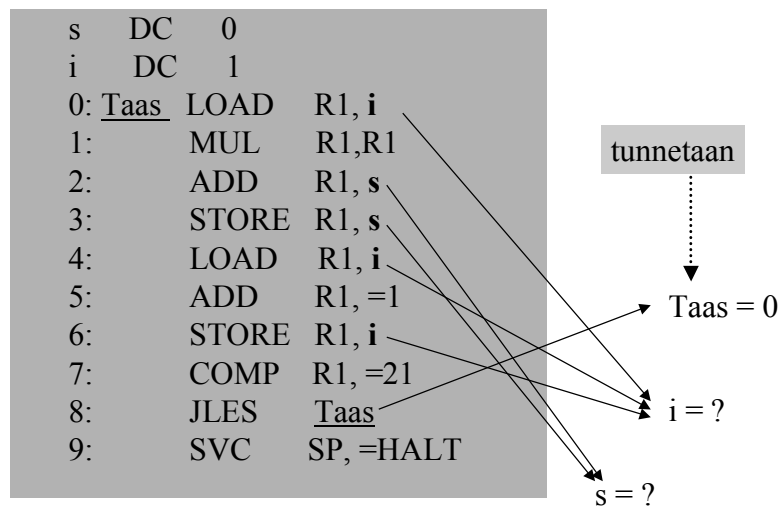 s DC 0
i DC 1
0: Taas LOAD R1, i
1: MUL R1,R1
2: ADD R1, s
3: STORE R1, s
4: LOAD R1, i
5: ADD R1, =1
6: STORE R1, i
7: COMP R1, =21
8: JLES Taas
9: SVC SP, =HALT
tunnetaan
Taas = 0
i = ?
s = ?